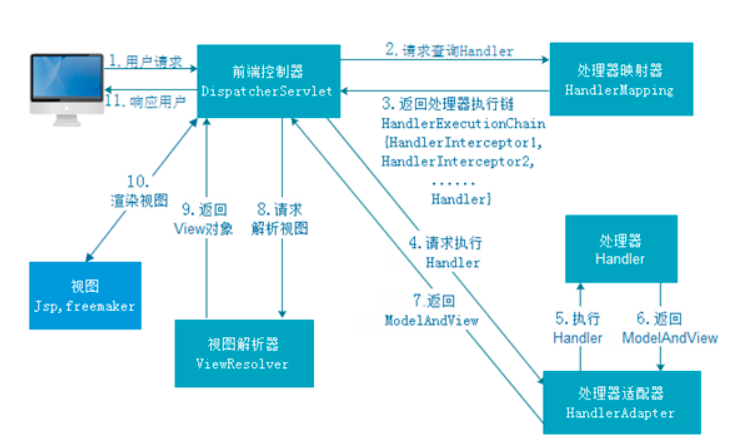 1.用户请求
11.响应用户
前端控制器
DispatcherServlet
2.请求查询Handler
处理器映射器
HandlerMapping
3.返回处理器执行链
HandlerExecutionChain
{HandlerInterceptor1,
HandlerInterceptor2,
......
Handler}
10.
渲染视图
9.返回
View对象
8.请求
解析视图
4.请求执行
Handler
处理器
Handler
视图
Jsp,freemaker
7.返回
ModelAndView
5.执行
Handler
6.返回
ModelAndView
视图解析器
ViewResolver
处理器适配器
HandlerAdapter